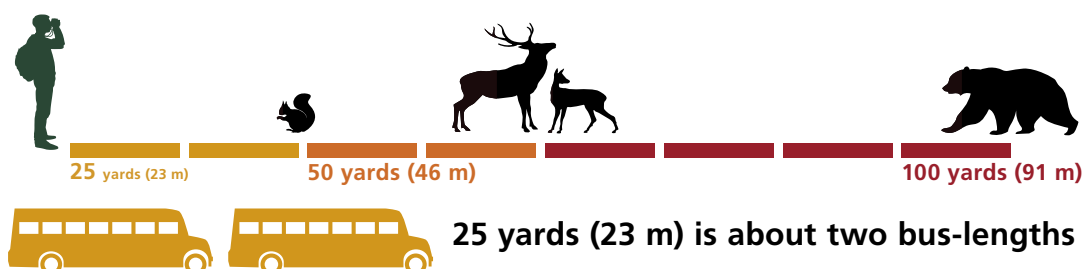 25 yards (23 m)
50 yards (46 m)
100 yards (91 m)
25 yards (23 m) is about two bus-lengths